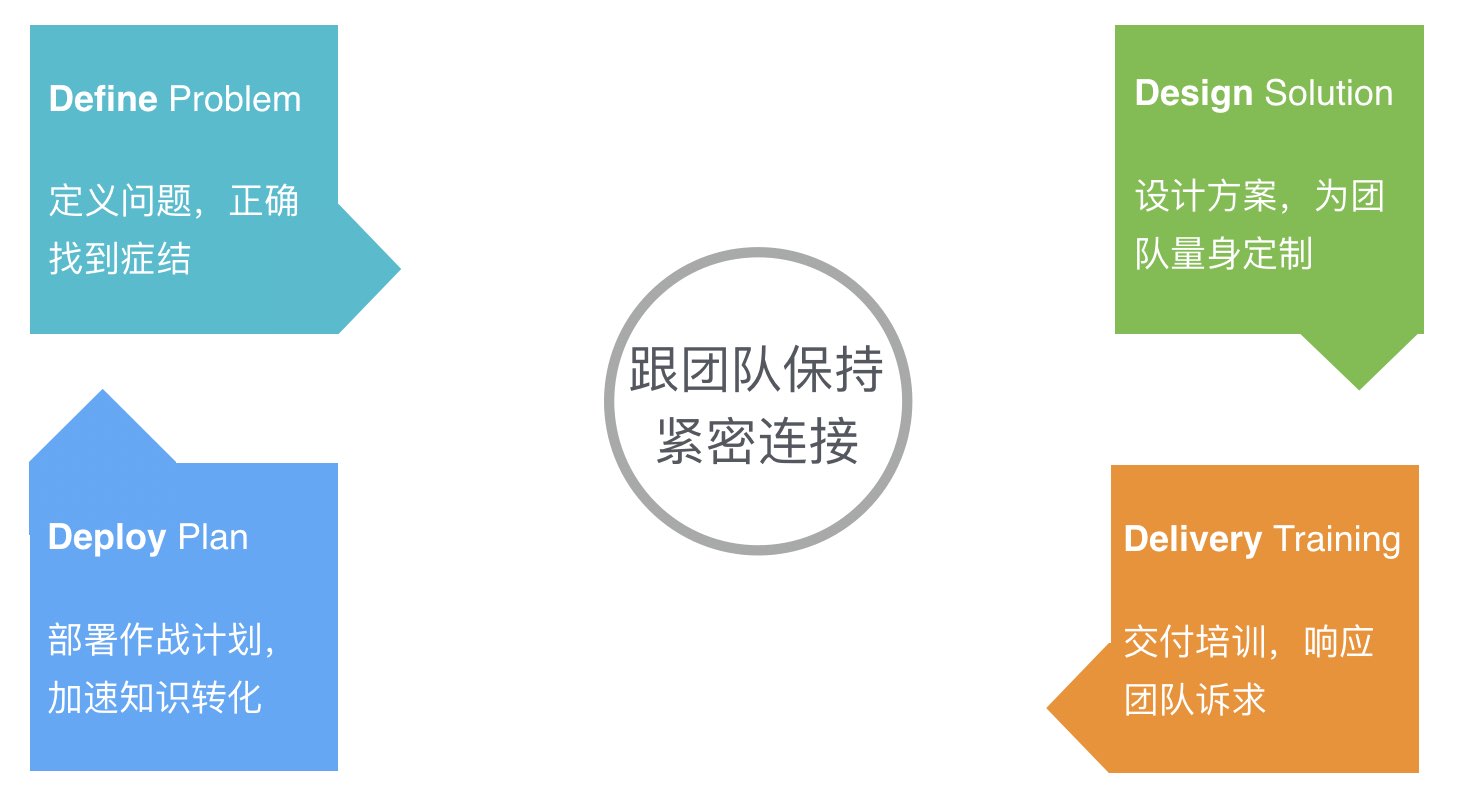 Define Problem
定义问题，正确
找到症结
Design Solution
设计方案，为团
队量身定制
跟团队保持
紧密连接
Deploy Plan
部署作战计划，
加速知识转化
Delivery Training
交付培训，响应
团队诉求